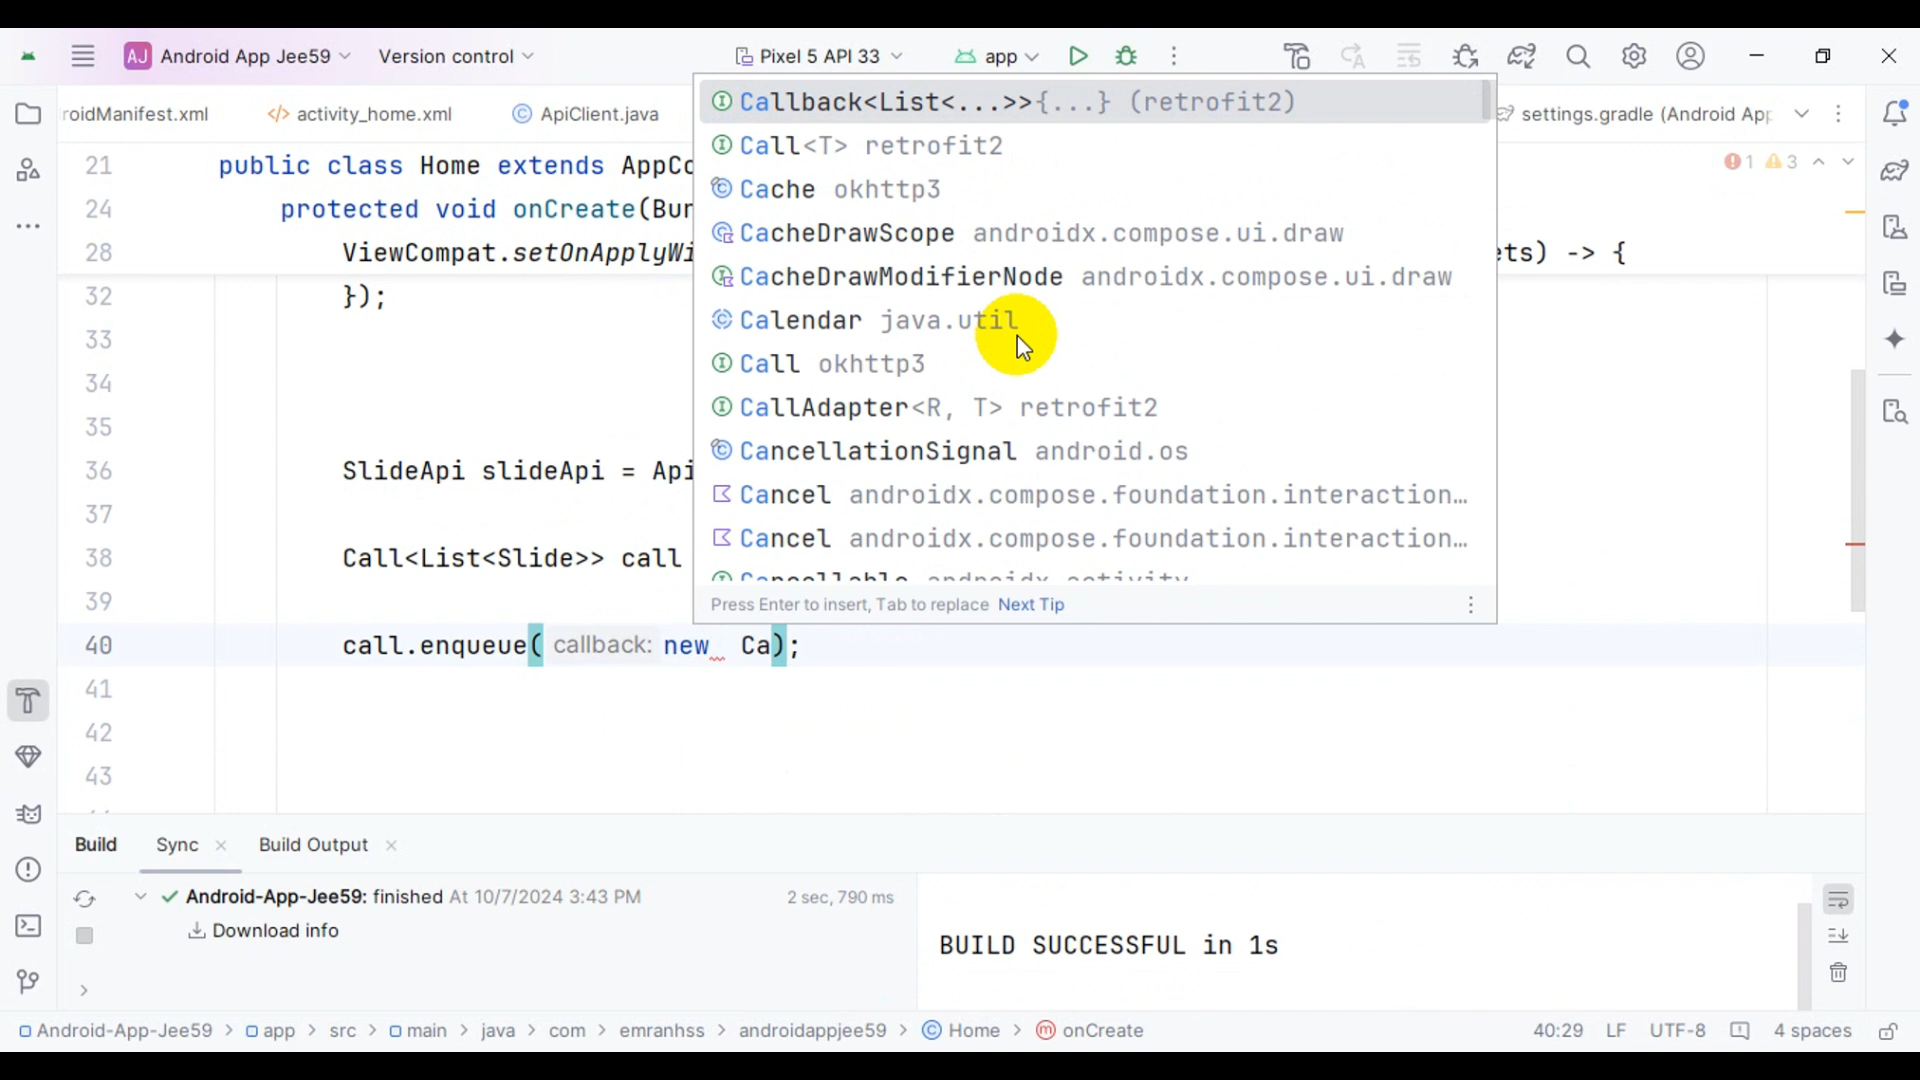 AJ Android App Jee59 Version control Pixel 5 API 33 app
roidManifest.xml activity_home.xml ApiClient.java settings.gradle (Android App
21 public class Home extends AppCo
24 protected void onCreate(Bun
28 ViewCompat.setOnApplyWi ets) -> {
1 3
32 });
33
34
35
36 SlideApi slideApi = Api
37
38 Call<List<Slide>> call
39
40 call.enqueue( callback: new Ca);
41
42
43
Callback<List<...>>{...} (retrofit2)
Call<T> retrofit2
Cache okhttp3
CacheDrawScope androidx.compose.ui.draw
CacheDrawModifierNode androidx.compose.ui.draw
Calendar java.util
Call okhttp3
CallAdapter<R, T> retrofit2
CancellationSignal android.os
Cancel androidx.compose.foundation.interaction...
Cancel androidx.compose.foundation.interaction...
Cancellable androidx.activity
Press Enter to insert, Tab to replace Next Tip
Build Sync Build Output
Android-App-Jee59: finished At 10/7/2024 3:43 PM 2 sec, 790 ms
Download info
BUILD SUCCESSFUL in 1s
Android-App-Jee59 > app > src > main > java > com > emranhss > androidappjee59 > Home > onCreate 40:29 LF UTF-8 4 spaces